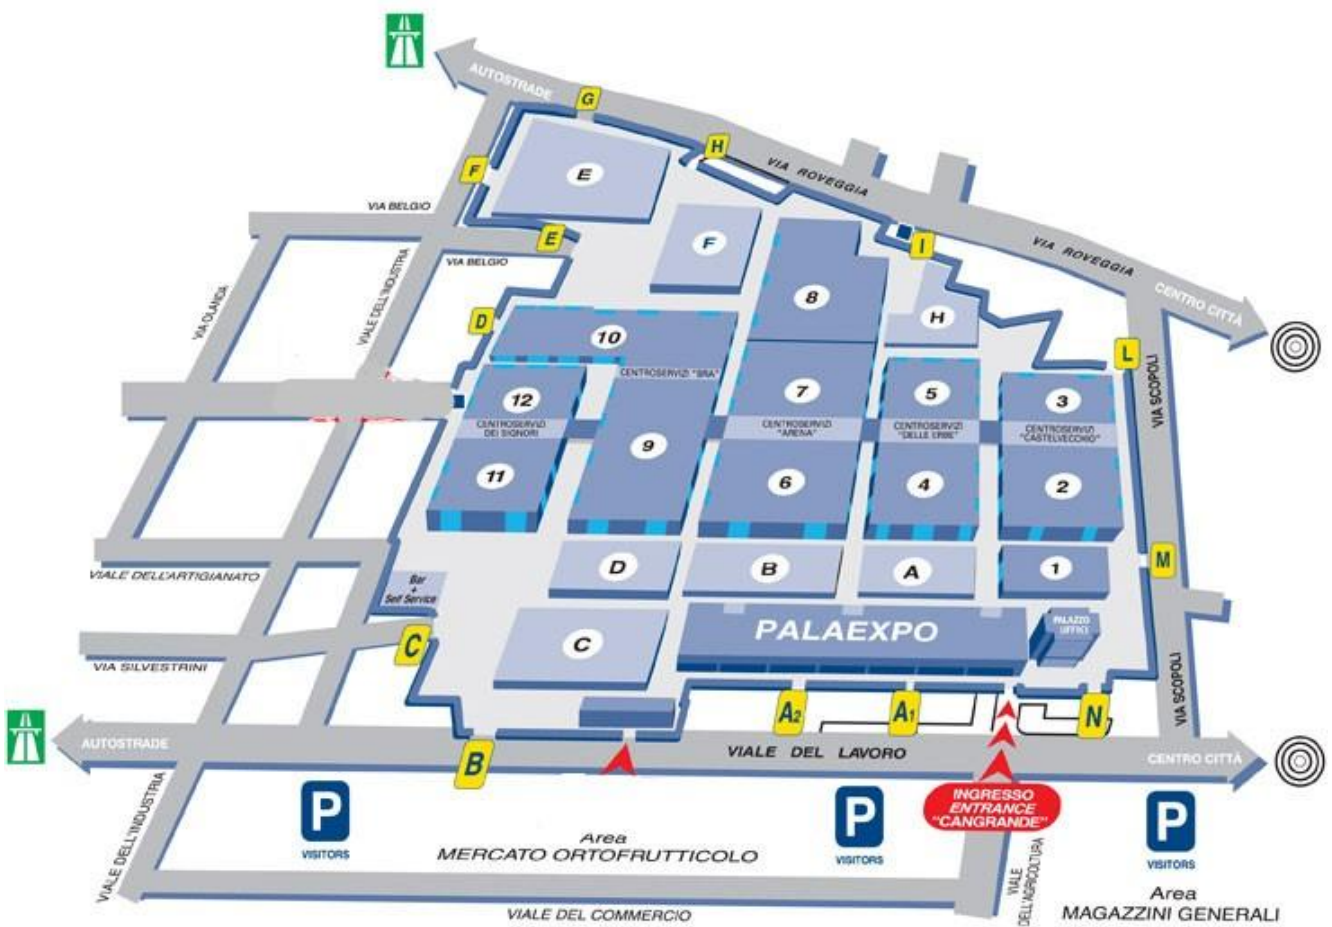 AUTOSTRADE
G
H
VIA ROVEGGIA
F
E
F
VIA BELGIO
E
VIA BELGIO
I
VIA ROVEGGIA
CENTRO CITTÀ
VIA OLANDA
VIALE DELL'INDUSTRIA
D
8
H
10
L
CENTROSERVIZI "BRA"
VIA SCOPOLI
12
7
5
3
CENTROSERVIZI
DEI SIGNORI
CENTROSERVIZI
"ARENA"
CENTROSERVIZI
"DELLE ERBE"
CENTROSERVIZI
"CASTELVECCHIO"
9
11
6
4
2
VIALE DELL'ARTIGIANATO
Bar
+
Self Service
D
B
A
1
M
C
VIA SILVESTRINI
C
PALAEXPO
PALAZZO
UFFICI
VIA SCOPOLI
A2
A1
N
AUTOSTRADE
B
VIALE DEL LAVORO
CENTRO CITTÀ
VIALE DELL'INDUSTRIA
P
VISITORS
Area
MERCATO ORTOFRUTTICOLO
P
VISITORS
INGRESSO
ENTRANCE
"CANGRANDE"
P
VISITORS
VIALE
DELL'AGRICOLTURA
Area
MAGAZZINI GENERALI
VIALE DEL COMMERCIO